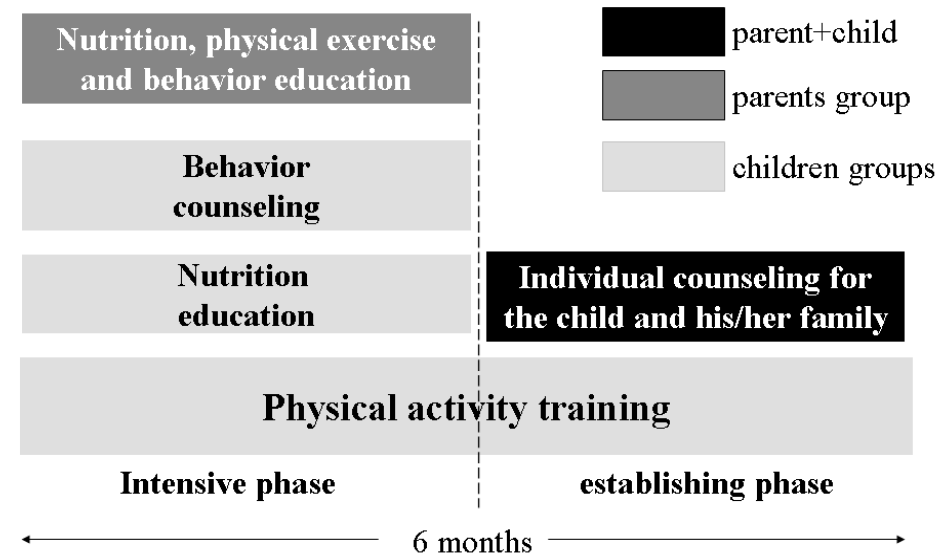 Nutrition, physical exercise
and behavior education
parent+child
parents group
children groups
Behavior
counseling
Nutrition
education
Individual counseling for
the child and his/her family
Physical activity training
Intensive phase
establishing phase
6 months